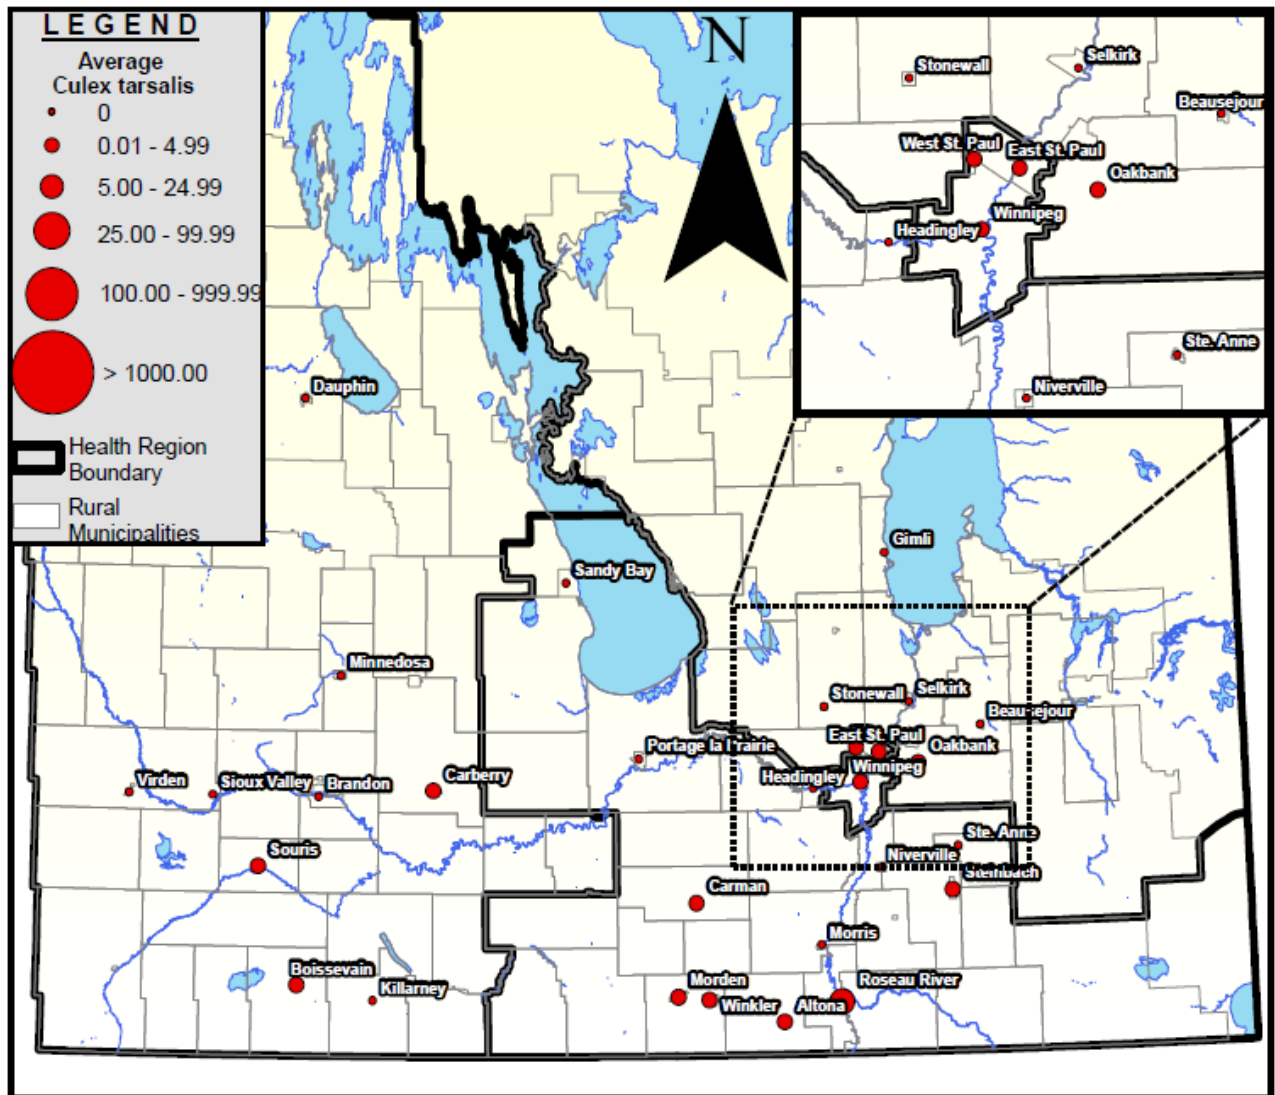 LEGEND
Average
Culex tarsalis
0
0.01 - 4.99
5.00 - 24.99
25.00 - 99.99
100.00 - 999.99
> 1000.00
Health Region
Boundary
Rural
Municipalities
N
Stonewall
Selkirk
Beausejour
West St. Paul
East St. Paul
Oakbank
Winnipeg
Headingley
Ste. Anne
Niverville
Dauphin
Gimli
Sandy Bay
Minnedosa
Stonewall
Selkirk
Beausejour
East St. Paul
Oakbank
Portage la Prairie
Winnipeg
Headingley
Virden
Sioux Valley
Brandon
Carberry
Souris
Ste. Anne
Niverville
Steinbach
Carman
Morris
Boissevain
Killarney
Morden
Winkler
Altona
Roseau River